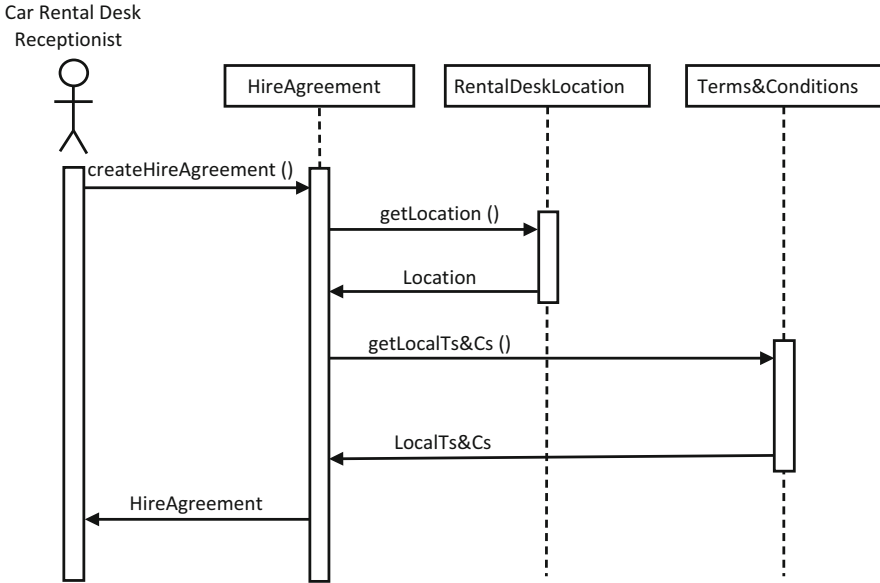 Car Rental Desk
Receptionist
HireAgreement
RentalDeskLocation
Terms&Conditions
createHireAgreement ()
getLocation ()
Location
getLocalTs&Cs ()
LocalTs&Cs
HireAgreement